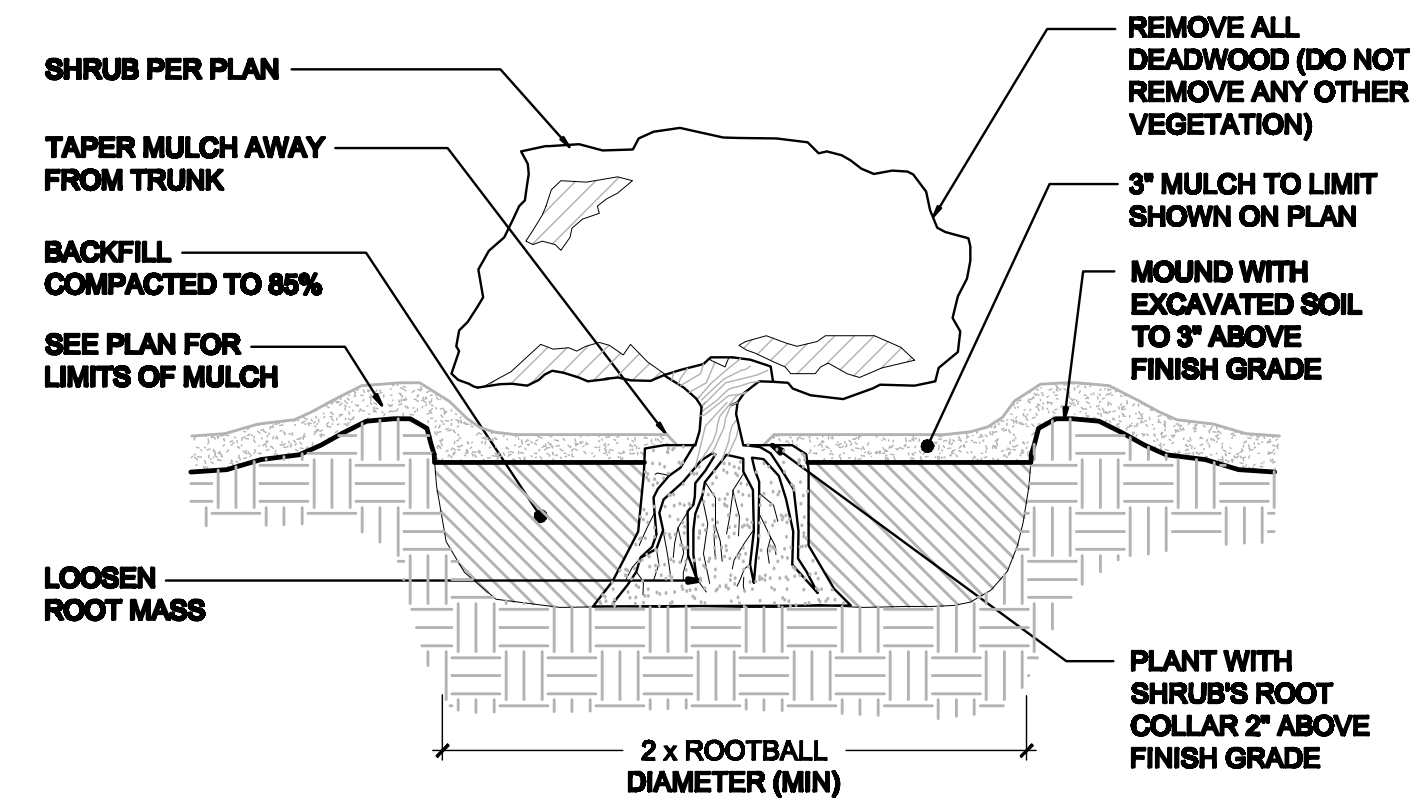 SHRUB PER PLAN
TAPER MULCH AWAY
FROM TRUNK
BACKFILL
COMPACTED TO 85%
SEE PLAN FOR
LIMITS OF MULCH
LOOSEN
ROOT MASS
REMOVE ALL
DEADWOOD (DO NOT
REMOVE ANY OTHER
VEGETATION)
3" MULCH TO LIMIT
SHOWN ON PLAN
MOUND WITH
EXCAVATED SOIL
TO 3" ABOVE
FINISH GRADE
PLANT WITH
SHRUB'S ROOT
COLLAR 2" ABOVE
FINISH GRADE
2 x ROOTBALL
DIAMETER (MIN)